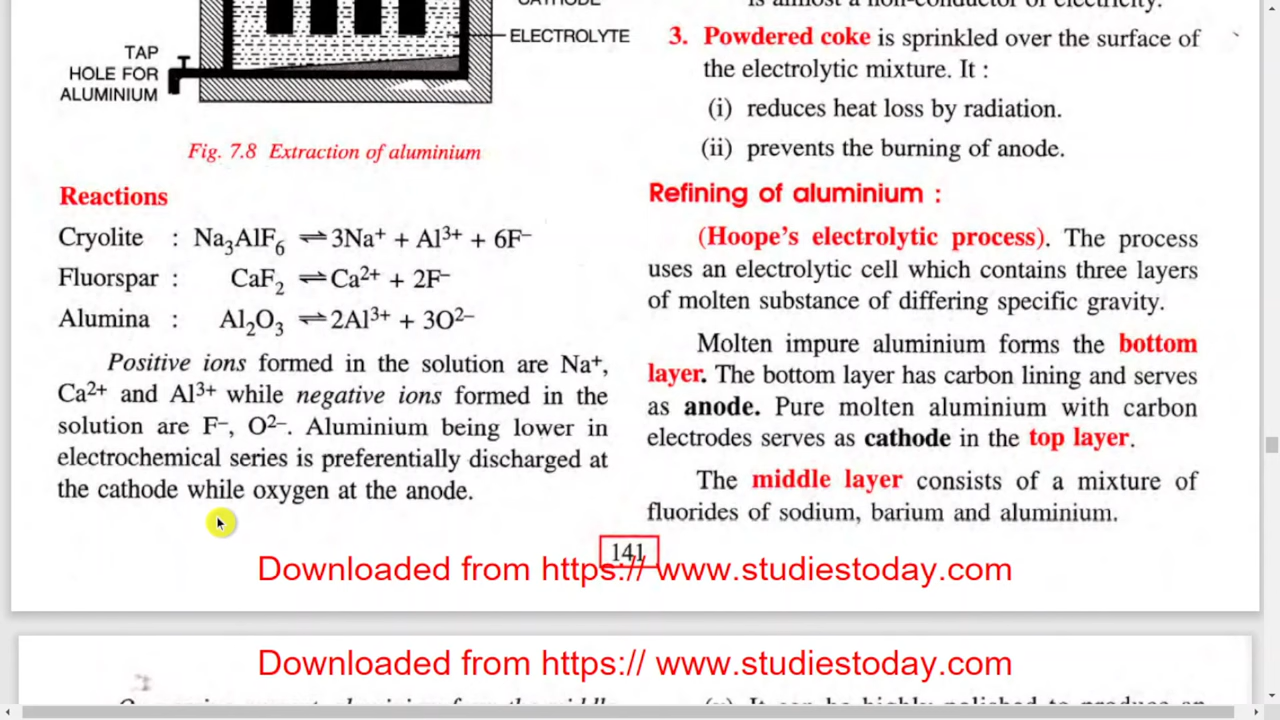 CATHODE
ELECTROLYTE
TAP
HOLE FOR
ALUMINIUM
Fig. 7.8 Extraction of aluminium
Reactions
Cryolite : Na₃AlF₆ ⇌ 3Na⁺ + Al³⁺ + 6F⁻
Fluorspar : CaF₂ ⇌ Ca²⁺ + 2F⁻
Alumina : Al₂O₃ ⇌ 2Al³⁺ + 3O²⁻
Positive ions formed in the solution are Na⁺,
Ca²⁺ and Al³⁺ while negative ions formed in the
solution are F⁻, O²⁻. Aluminium being lower in
electrochemical series is preferentially discharged at
the cathode while oxygen at the anode.
is almost a non-conductor of electricity.
3. Powdered coke is sprinkled over the surface of
the electrolytic mixture. It :
(i) reduces heat loss by radiation.
(ii) prevents the burning of anode.
Refining of aluminium :
(Hoope's electrolytic process). The process
uses an electrolytic cell which contains three layers
of molten substance of differing specific gravity.
Molten impure aluminium forms the bottom
layer. The bottom layer has carbon lining and serves
as anode. Pure molten aluminium with carbon
electrodes serves as cathode in the top layer.
The middle layer consists of a mixture of
fluorides of sodium, barium and aluminium.
141
Downloaded from https:// www.studiestoday.com
Downloaded from https:// www.studiestoday.com
(v) It can be highly polished to produce an